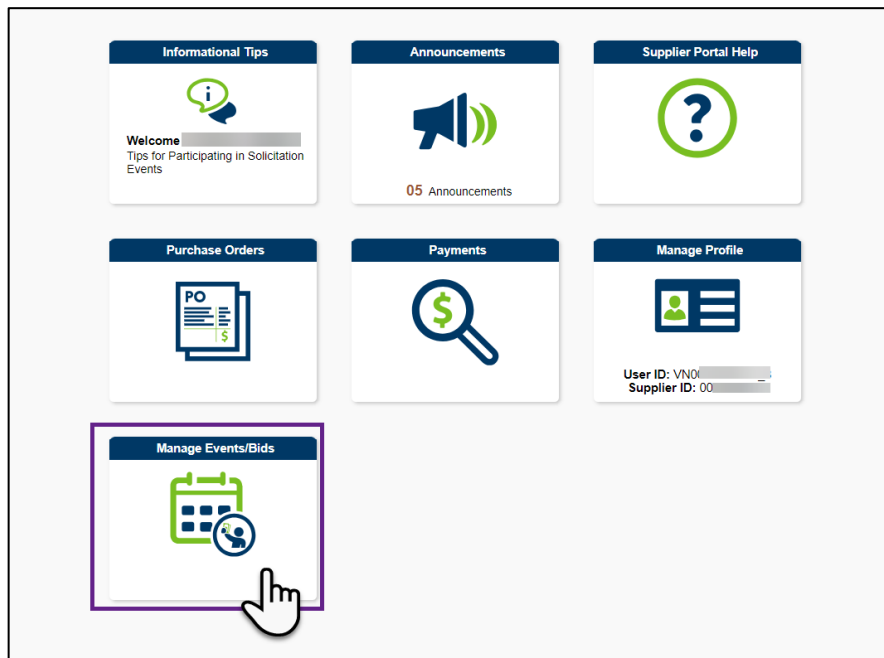 Informational Tips
Welcome
Tips for Participating in Solicitation
Events
Announcements
05 Announcements
Supplier Portal Help
?
Purchase Orders
PO
$
Payments
$
Manage Profile
User ID: VN0
Supplier ID: 00
Manage Events/Bids